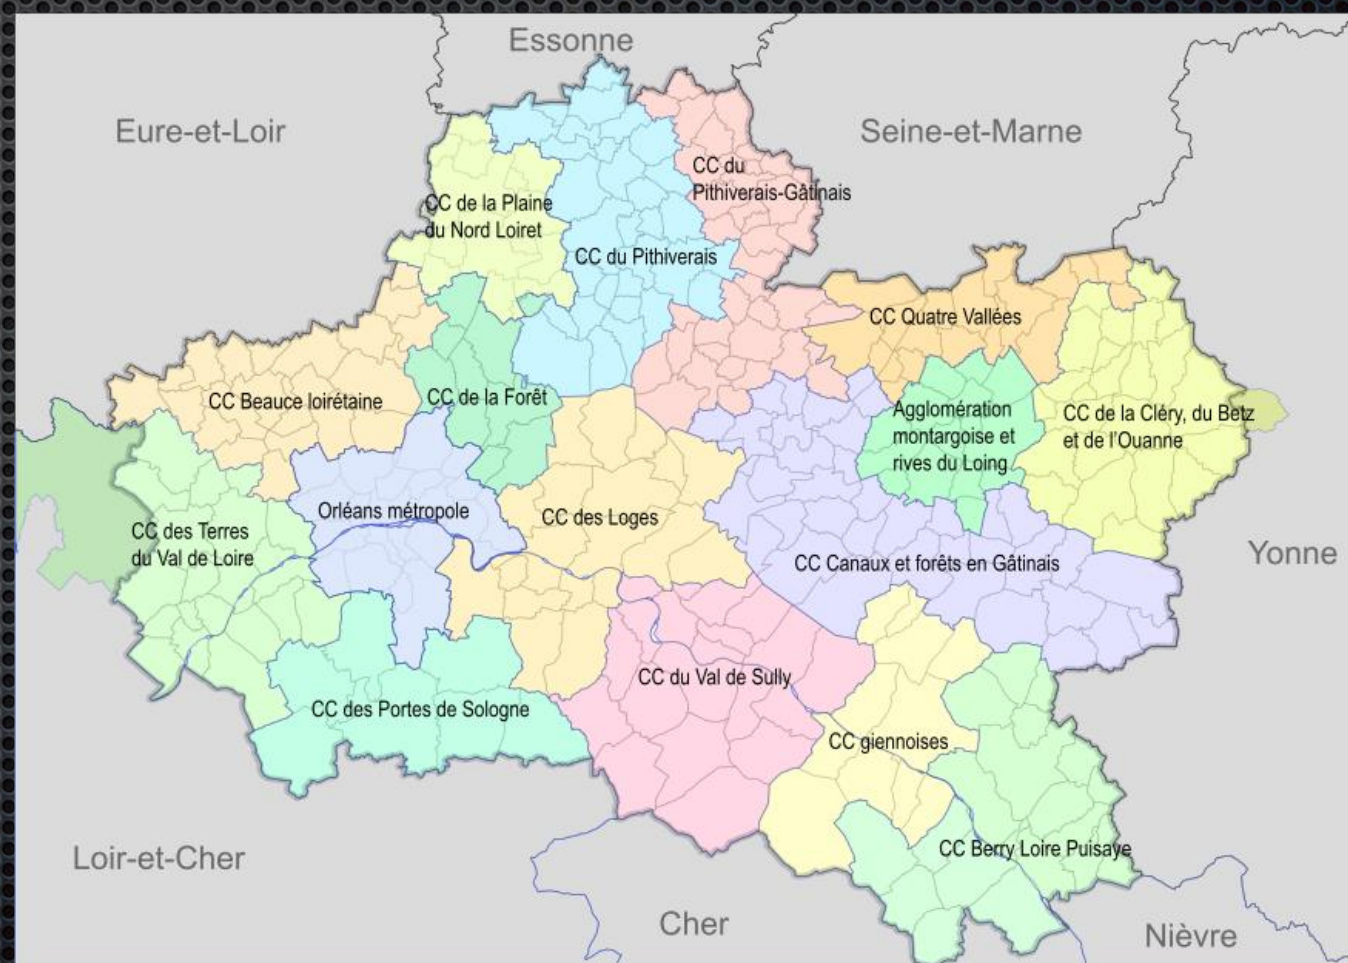 Essonne
Eure-et-Loir
Seine-et-Marne
CC du
Pithiverais-Gâtinais
CC de la Plaine
du Nord Loiret
CC du Pithiverais
CC Quatre Vallées
CC Beauce loirétaine
CC de la Forêt
Agglomération
montargoise et
rives du Loing
CC de la Cléry, du Betz
et de l'Ouanne
Orléans métropole
CC des Loges
CC des Terres
du Val de Loire
CC Canaux et forêts en Gâtinais
Yonne
CC du Val de Sully
CC des Portes de Sologne
CC giennoises
CC Berry Loire Puisaye
Loir-et-Cher
Cher
Nièvre